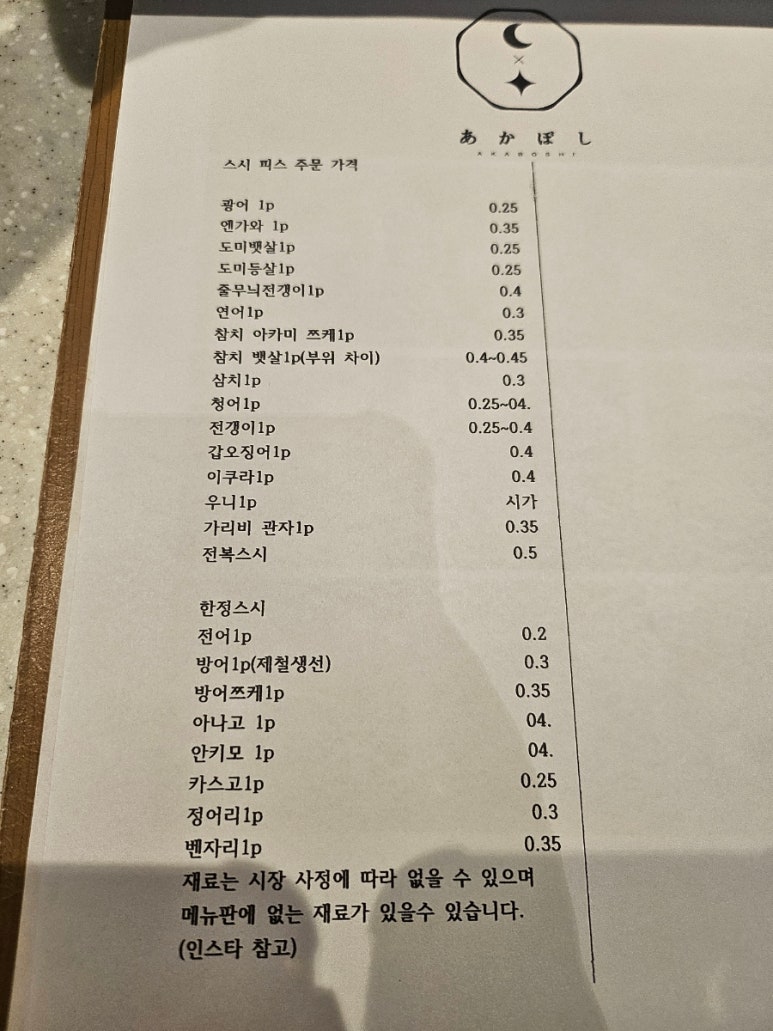 あかぼし
AKABOSHI
스시 피스 주문 가격
광어 1p 0.25
엔가와 1p 0.35
도미뱃살1p 0.25
도미등살1p 0.25
줄무늬전갱이1p 0.4
연어1p 0.3
참치 아카미 쯔케1p 0.35
참치 뱃살1p(부위 차이) 0.4~0.45
삼치1p 0.3
청어1p 0.25~04.
전갱이1p 0.25~0.4
갑오징어1p 0.4
이쿠라1p 0.4
우니1p 시가
가리비 관자1p 0.35
전복스시 0.5
한정스시
전어1p 0.2
방어1p(제철생선) 0.3
방어쯔케1p 0.35
아나고 1p 04.
안키모 1p 04.
카스고1p 0.25
정어리1p 0.3
벤자리1p 0.35
재료는 시장 사정에 따라 없을 수 있으며
메뉴판에 없는 재료가 있을수 있습니다.
(인스타 참고)